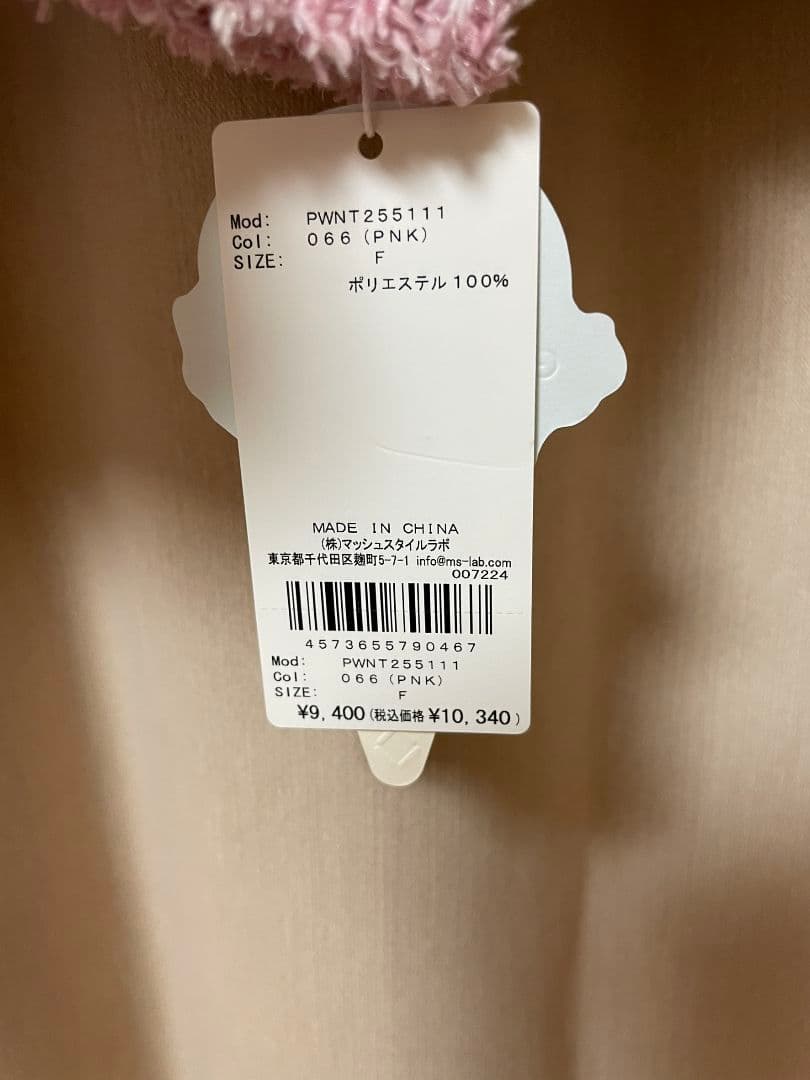 Mod: PWNT255111
Col: 066(PNK)
SIZE: F
ポリエステル100%
MADE IN CHINA
(株)マッシュスタイルラボ
東京都千代田区麹町5-7-1 info@ms-lab.com
007224
4573655790467
Mod: PWNT255111
Col: 066(PNK)
SIZE: F
¥9,400(税込価格¥10,340)